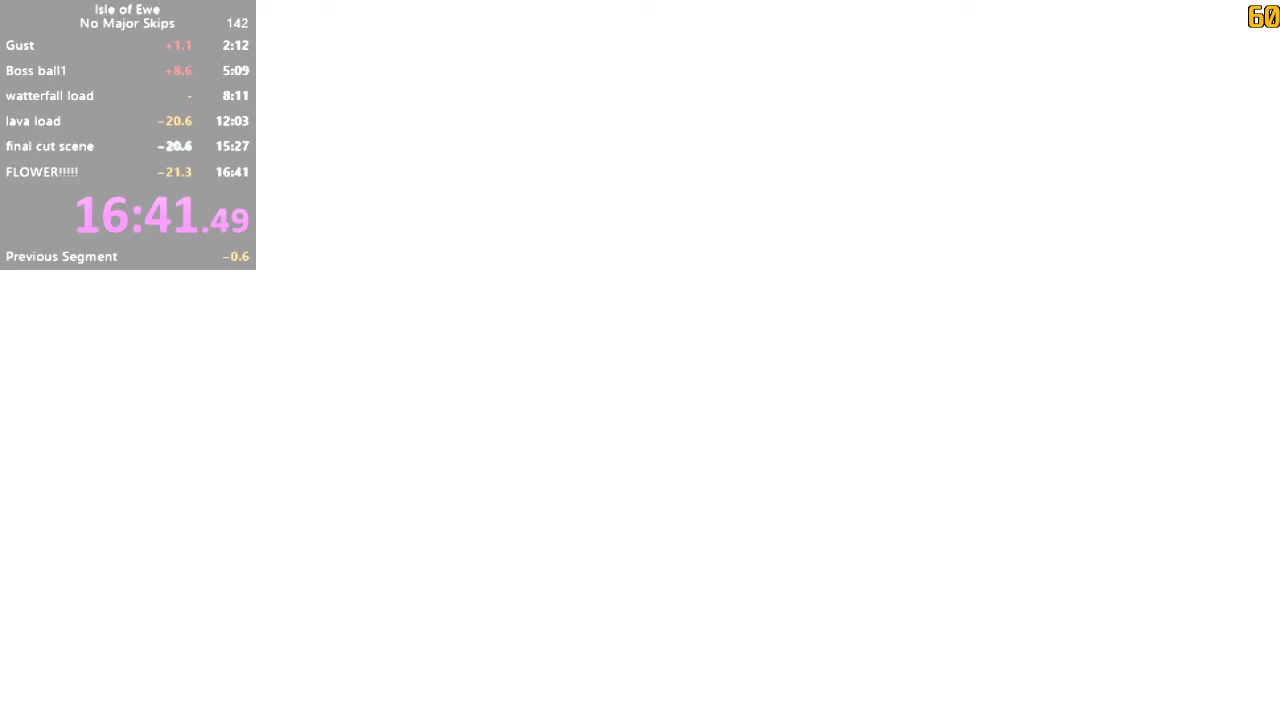 Isle of Ewe
No Major Skips 142
Gust +1.1 2:12
Boss ball1 +8.6 5:09
watterfall load - 8:11
lava load −20.6 12:03
final cut scene −20.6 15:27
FLOWER!!!!! −21.3 16:41
16:41.49
Previous Segment −0.6
60